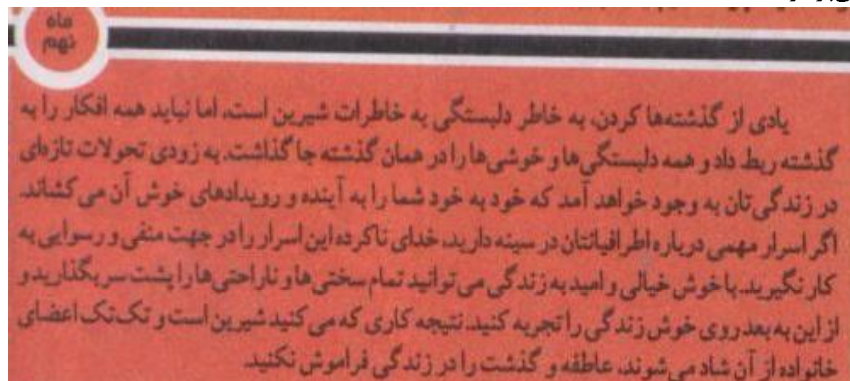 ماه
نهم
یادی از گذشته‌ها کردن، به خاطر دلبستگی به خاطرات شیرین است، اما نباید همه افکار را به
گذشته ربط داد و همه دلبستگی‌ها و خوشی‌ها را در همان گذشته جا گذاشت. به زودی تحولات تازه‌ای
در زندگی‌تان به وجود خواهد آمد که خود به خود شما را به آینده و رویدادهای خوش آن می‌کشاند.
اگر اسرار مهمی درباره اطرافیانتان در سینه دارید، خدای ناکرده این اسرار را در جهت منفی و رسوایی به
کار نگیرید. با خوش خیالی و امید به زندگی می‌توانید تمام سختی‌ها و ناراحتی‌ها را پشت سر بگذارید و
از این به بعد روی خوش زندگی را تجربه کنید. نتیجه کاری که می‌کنید شیرین است و تک‌تک اعضای
خانواده از آن شاد می‌شوند. عاطفه و گذشت را در زندگی فراموش نکنید.